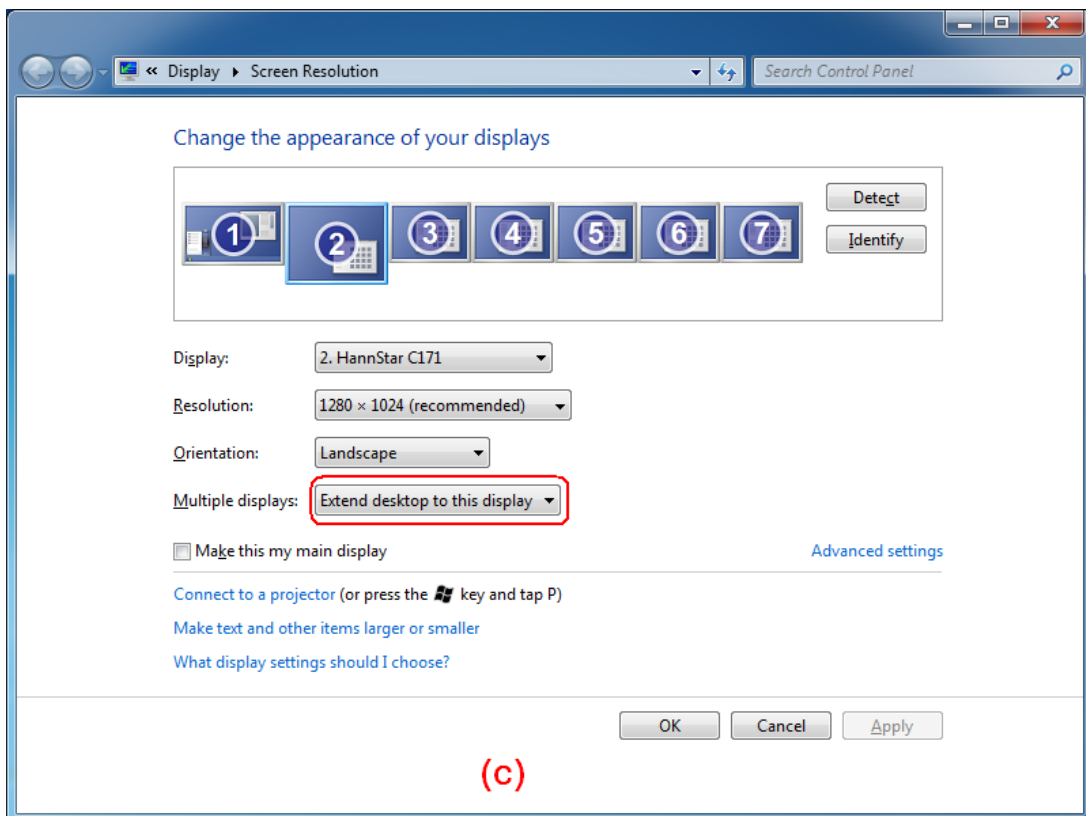 « Display ▸ Screen Resolution Search Control Panel
Change the appearance of your displays
1 2 3 4 5 6 7
Detect
Identify
Display: 2. HannStar C171
Resolution: 1280 × 1024 (recommended)
Orientation: Landscape
Multiple displays: Extend desktop to this display
Make this my main display Advanced settings
Connect to a projector (or press the key and tap P)
Make text and other items larger or smaller
What display settings should I choose?
OK Cancel Apply
(c)